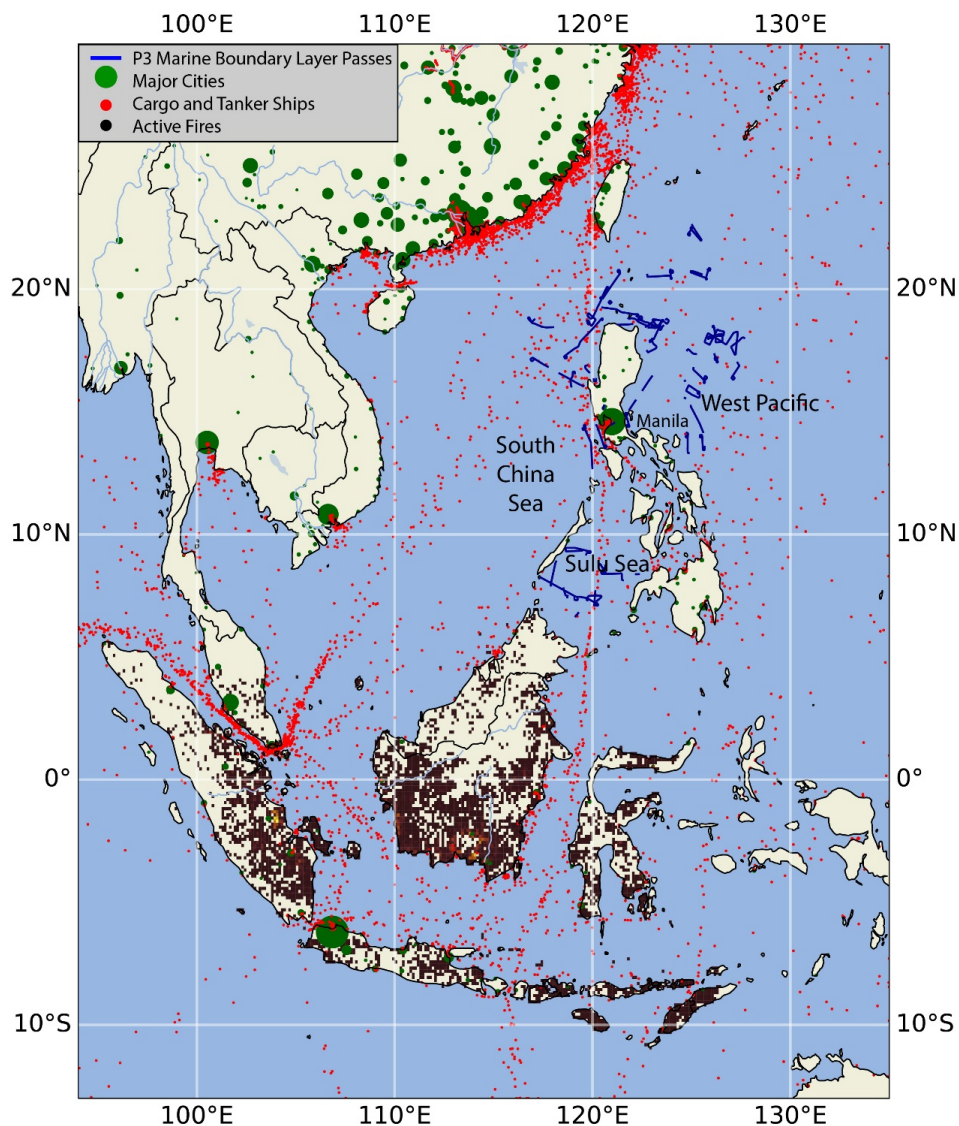 100°E 110°E 120°E 130°E
P3 Marine Boundary Layer Passes
Major Cities
Cargo and Tanker Ships
Active Fires
20°N 20°N
West Pacific
Manila
South
China
Sea
10°N 10°N
Sulu Sea
0° 0°
10°S 10°S
100°E 110°E 120°E 130°E